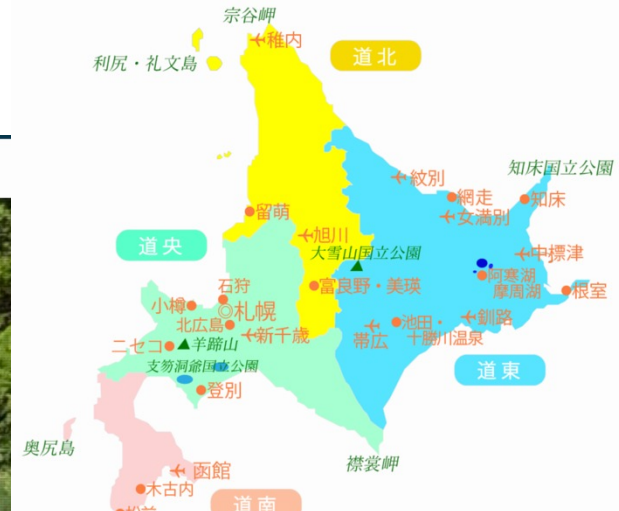 宗谷岬
稚内
道北
利尻・礼文島
知床国立公園
紋別
網走
知床
女満別
留萌
旭川
道央
大雪山国立公園
中標津
阿寒湖
摩周湖
富良野・美瑛
根室
石狩
小樽
札幌
北広島
新千歳
釧路
池田・
十勝川温泉
帯広
ニセコ
羊蹄山
支笏洞爺国立公園
道東
登別
奥尻島
襟裳岬
函館
木古内
道南
松前